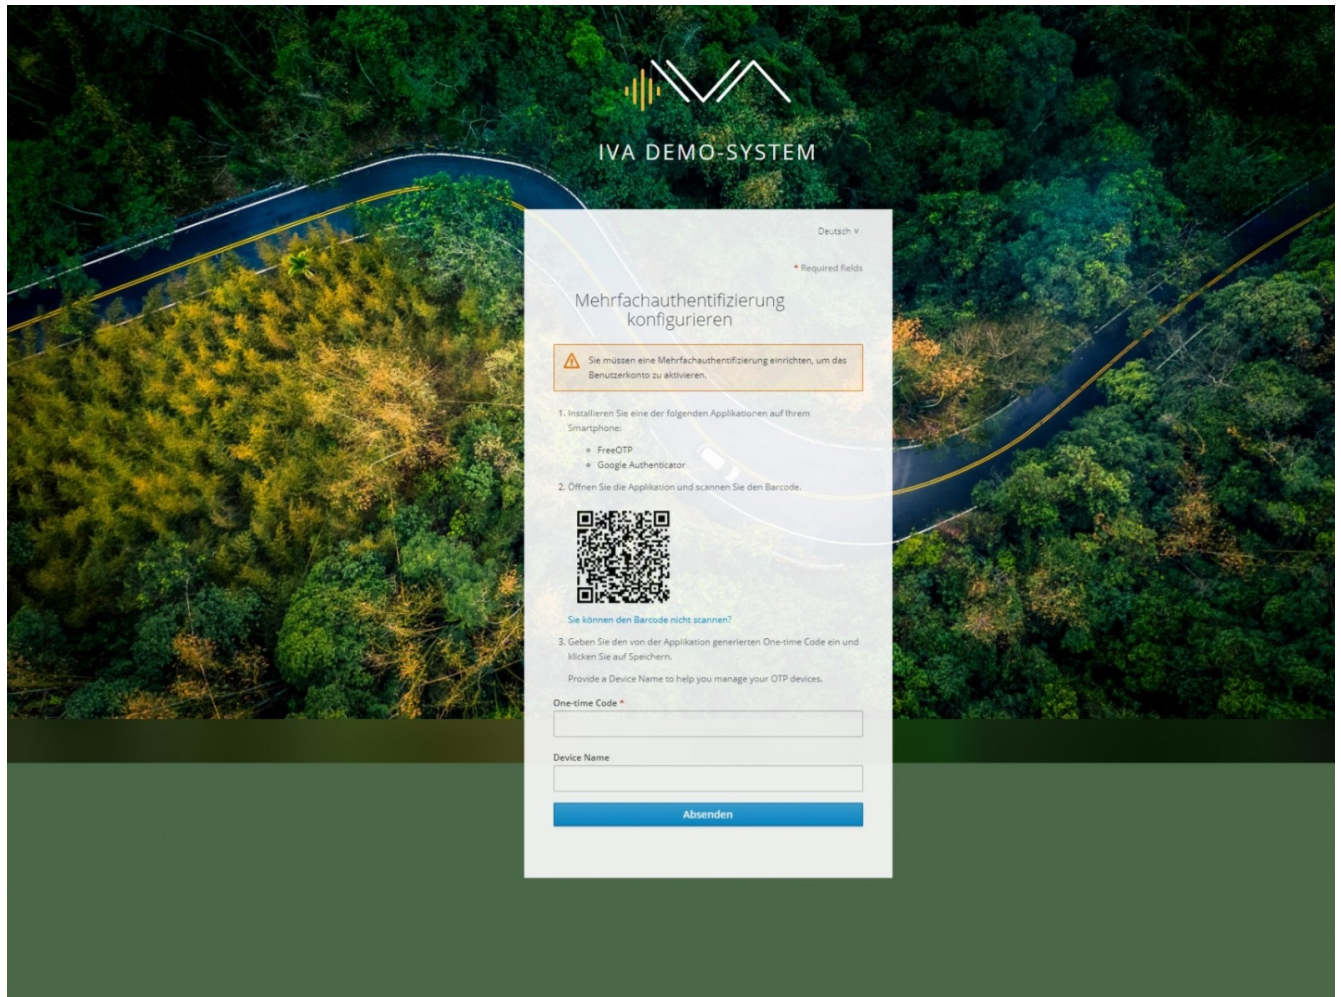 IVA
IVA DEMO-SYSTEM
Deutsch ˅
* Required fields
Mehrfachauthentifizierung
konfigurieren
Sie müssen eine Mehrfachauthentifizierung einrichten, um das
Benutzerkonto zu aktivieren.
1. Installieren Sie eine der folgenden Applikationen auf Ihrem
Smartphone:
FreeOTP
Google Authenticator
2. Öffnen Sie die Applikation und scannen Sie den Barcode.
Sie können den Barcode nicht scannen?
3. Geben Sie den von der Applikation generierten One-time Code ein und
klicken Sie auf Speichern.
Provide a Device Name to help you manage your OTP devices.
One-time Code *
Device Name
Absenden